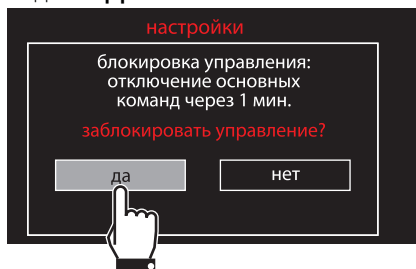 настройки
блокировка управления:
отключение основных
команд через 1 мин.
заблокировать управление?
да
нет